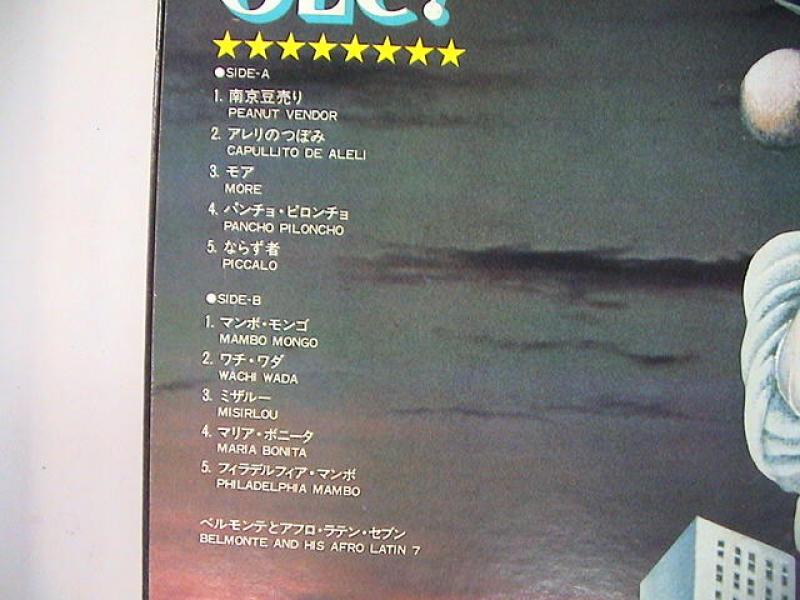 OLE!
●SIDE-A
1. 南京豆売り
PEANUT VENDOR
2. アレリのつぼみ
CAPULLITO DE ALELI
3. モア
MORE
4. パンチョ・ピロンチョ
PANCHO PILONCHO
5. ならず者
PICCALO
●SIDE-B
1. マンボ・モンゴ
MAMBO MONGO
2. ワチ・ワダ
WACHI WADA
3. ミザルー
MISIRLOU
4. マリア・ボニータ
MARIA BONITA
5. フィラデルフィア・マンボ
PHILADELPHIA MAMBO
ベルモンテとアフロ・ラテン・セブン
BELMONTE AND HIS AFRO LATIN 7